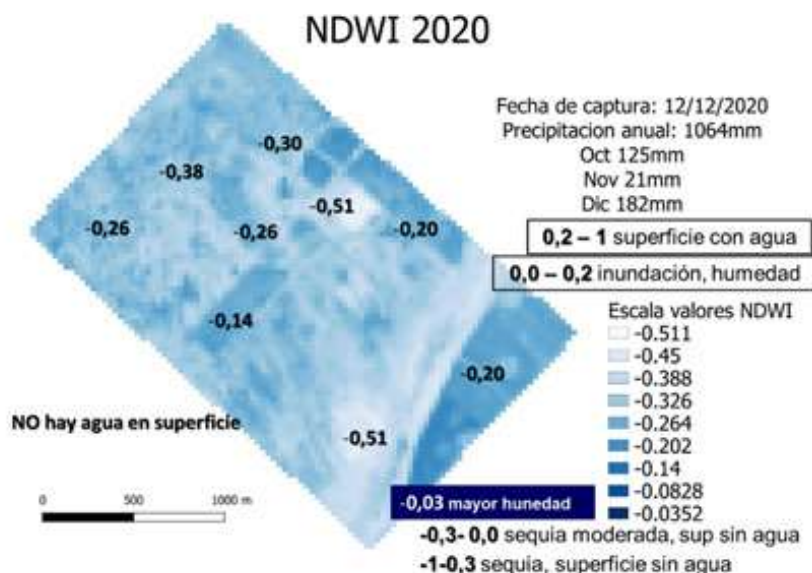 NDWI 2020
Fecha de captura: 12/12/2020
Precipitacion anual: 1064mm
Oct 125mm
Nov 21mm
Dic 182mm
0,2 – 1 superficie con agua
0,0 – 0,2 inundación, humedad
Escala valores NDWI
-0.511
-0.45
-0.388
-0.326
-0.264
-0.202
-0.14
-0.0828
-0.0352
-0,30
-0,38
-0,51
-0,26
-0,26
-0,20
-0,14
-0,20
-0,51
NO hay agua en superficie
0 500 1000 m
-0,03 mayor hunedad
-0,3- 0,0 sequia moderada, sup sin agua
-1-0,3 sequia, superficie sin agua